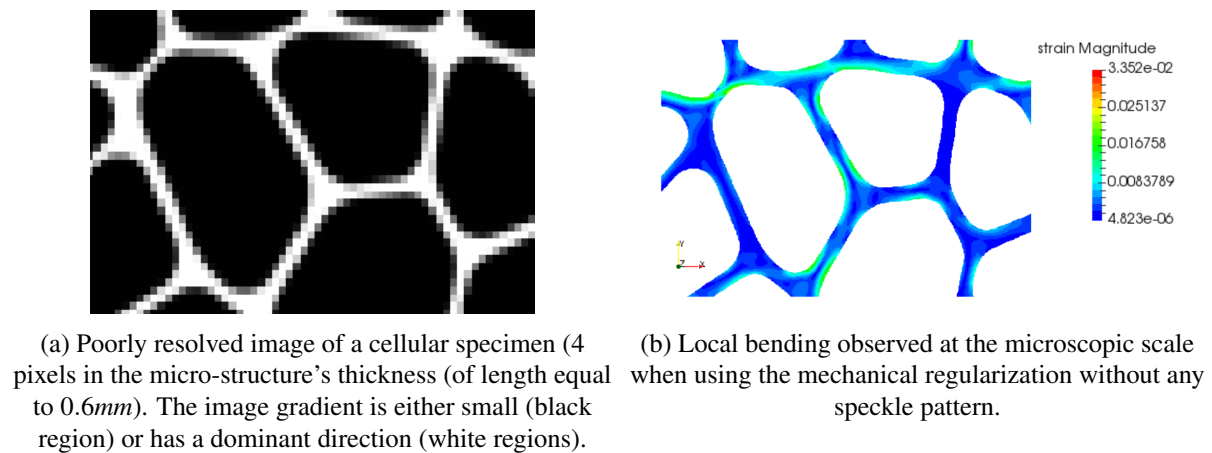 strain Magnitude
3.352e-02
0.025137
0.016758
0.0083789
4.823e-06
Y
Z
X
(a) Poorly resolved image of a cellular specimen (4
pixels in the micro-structure's thickness (of length equal
to 0.6mm). The image gradient is either small (black
region) or has a dominant direction (white regions).
(b) Local bending observed at the microscopic scale
when using the mechanical regularization without any
speckle pattern.